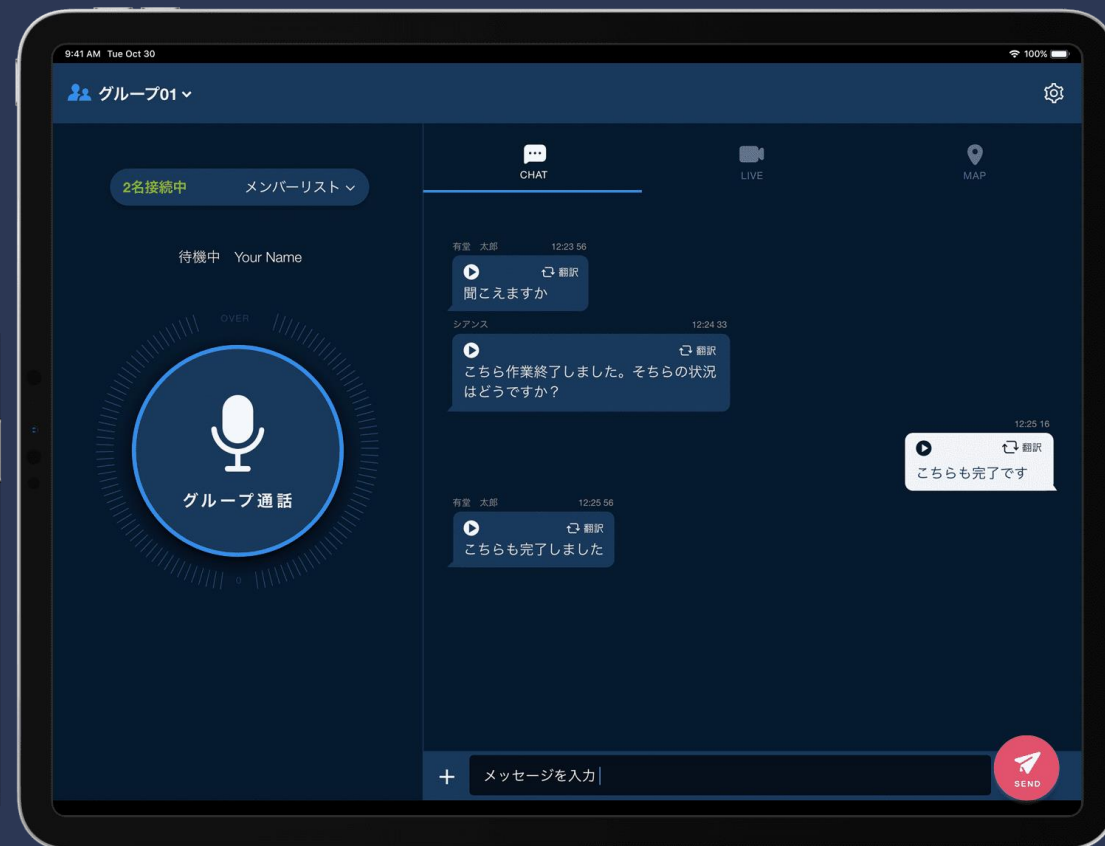 9:41 AM Tue Oct 30
100%
グループ01
2名接続中 メンバーリスト
待機中 Your Name
OVER
グループ通話
0
CHAT
LIVE
MAP
有堂 太郎 12:23 56
翻訳
聞こえますか
シアンス 12:24 33
翻訳
こちら作業終了しました。そちらの状況
はどうですか？
12:25 16
翻訳
こちらも完了です
有堂 太郎 12:25 56
翻訳
こちらも完了しました
メッセージを入力
SEND